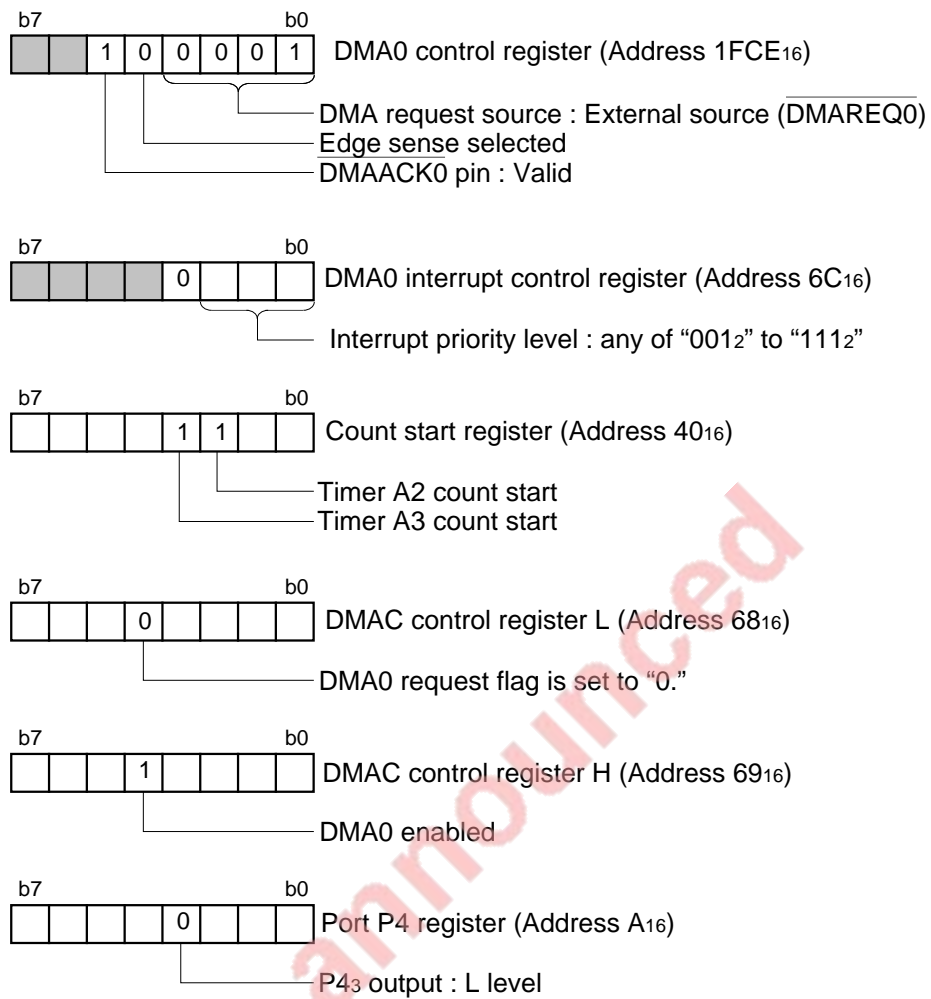 b7 b0
1 0 0 0 0 1 DMA0 control register (Address 1FCE16)
DMA request source : External source (DMAREQ0)
Edge sense selected
DMAACK0 pin : Valid
b7 b0
0 DMA0 interrupt control register (Address 6C16)
Interrupt priority level : any of “0012” to “1112”
b7 b0
1 1 Count start register (Address 4016)
Timer A2 count start
Timer A3 count start
b7 b0
0 DMAC control register L (Address 6816)
DMA0 request flag is set to “0.”
b7 b0
1 DMAC control register H (Address 6916)
DMA0 enabled
b7 b0
0 Port P4 register (Address A16)
P43 output : L level
announced